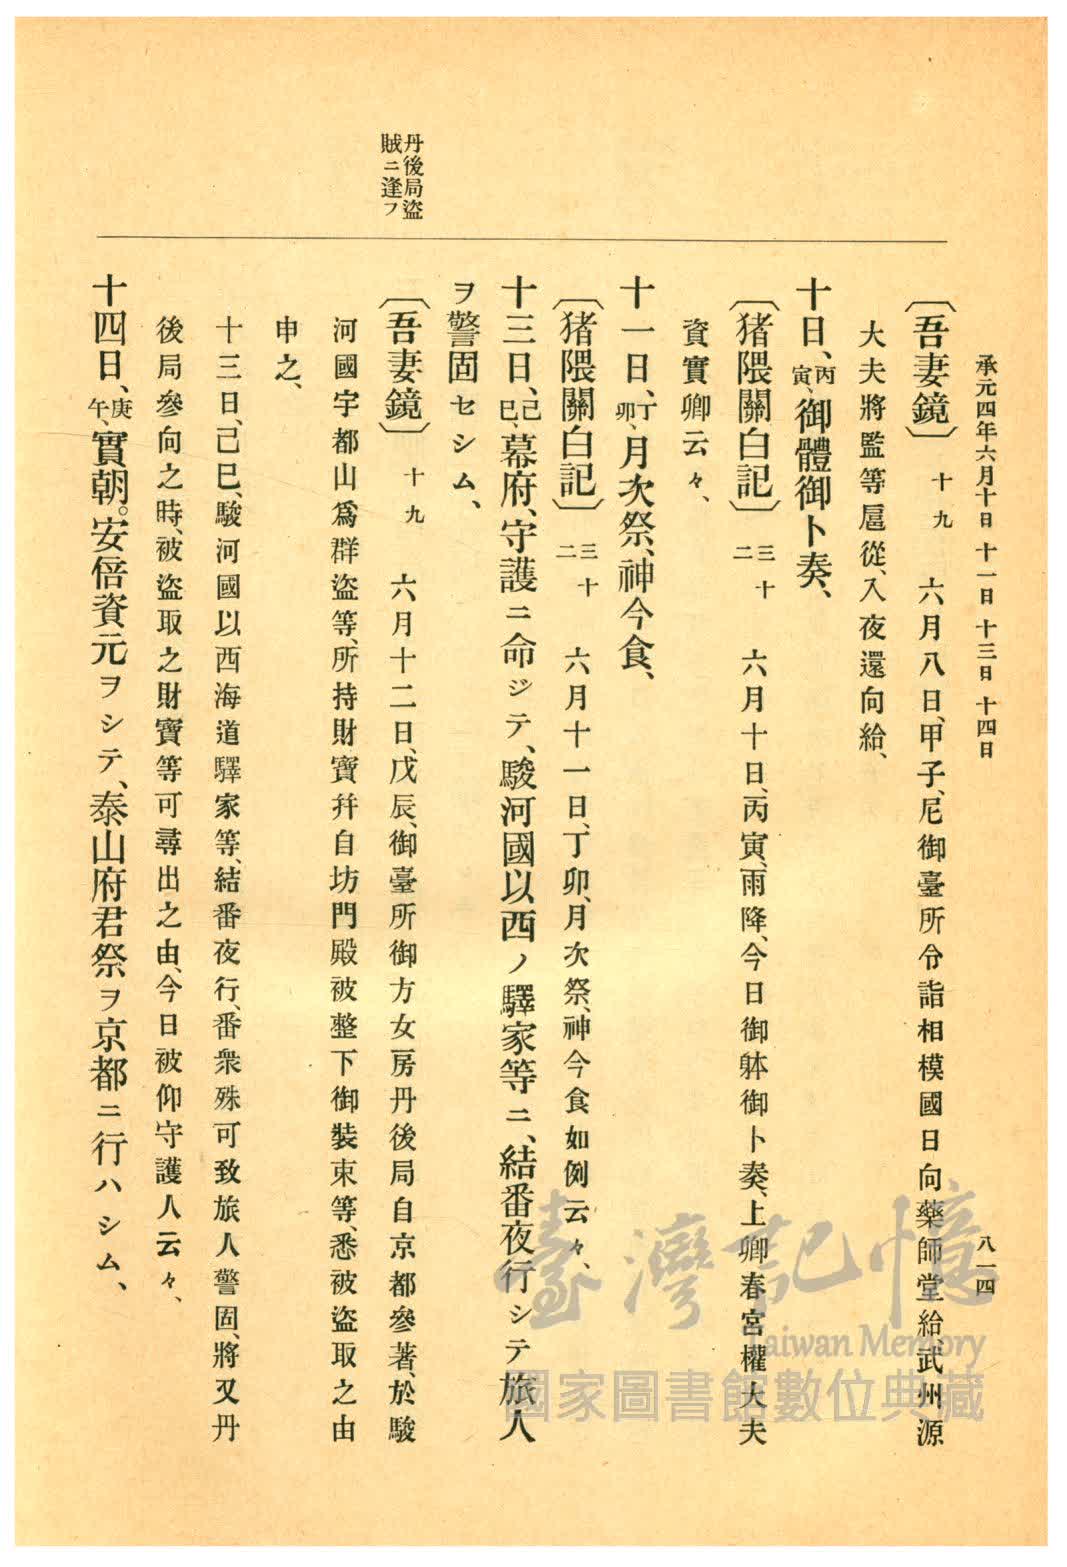 承元四年六月十日 十一日 十三日 十四日
八一四
〔吾妻鏡〕 十九 六月八日、甲子、尼御臺所令詣相模國日向藥師堂給、武州源
大夫將監等扈從、入夜還向給、
十日、丙寅、御體御卜奏、
〔猪隈關白記〕 三十二 六月十日、丙寅、雨降、今日御躰御卜奏、上卿春宮權大夫
資實卿云々、
十一日、丁卯、月次祭、神今食、
〔猪隈關白記〕 三十二 六月十一日、丁卯、月次祭、神今食如例云々、
十三日、己巳、幕府、守護ニ命ジテ、駿河國以西ノ驛家等ニ、結番夜行シテ旅人
ヲ警固セシム、
丹後局盜
賊ニ逢フ
〔吾妻鏡〕 十九 六月十二日、戊辰、御臺所御方女房丹後局自京都參著、於駿
河國宇都山爲群盜等、所持財寶幷自坊門殿被整下御裝束等、悉被盜取之由
申之、
十三日、己巳、駿河國以西海道驛家等、結番夜行、番衆殊可致旅人警固、將又丹
後局參向之時、被盜取之財寶等可尋出之由、今日被仰守護人云々、
十四日、庚午、實朝。安倍資元ヲシテ、泰山府君祭ヲ京都ニ行ハシム、
臺灣記憶
Taiwan Memory
國家圖書館數位典藏